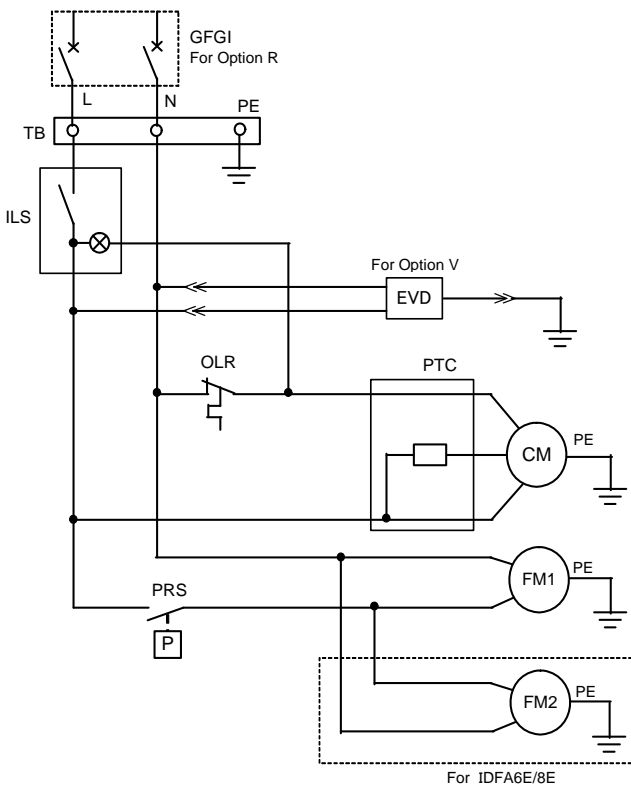 GFGI
For Option R
L
N
PE
TB
ILS
For Option V
EVD
OLR
PTC
CM
PE
PRS
P
FM1
PE
FM2
PE
For IDFA6E/8E